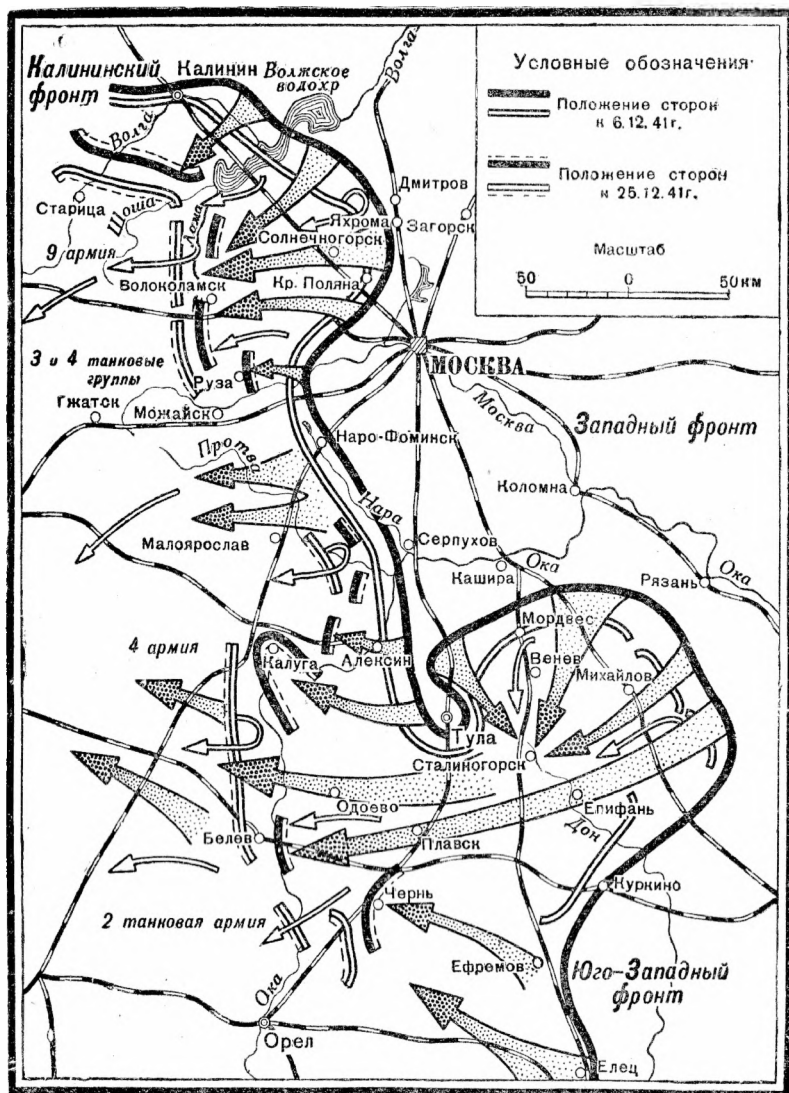 Калининский
фронт
Калинин
Волжское
водохр
Волга
Условные обозначения:
Положение сторон
к 6.12.41г.
Положение сторон
к 25.12.41г.
Масштаб
50 0 50 км
Волга
Старица
Шоша
Лама
9 армия
Дмитров
Яхрома
Загорск
Солнечногорск
Волоколамск
Кр. Поляна
3 и 4 танковые
группы
Руза
МОСКВА
Гжатск
Можайск
Москва
Западный фронт
Протва
Наро-Фоминск
Нара
Коломна
Малоярослав
Серпухов
Кашира
Ока
Рязань
Ока
Мордвес
4 армия
Калуга
Алексин
Венев
Михайлов
Тула
Сталиногорск
Одоево
Епифань
Дон
Белев
Плавск
Куркино
2 танковая армия
Чернь
Ефремов
Юго-Западный
фронт
Ока
Орел
Елец